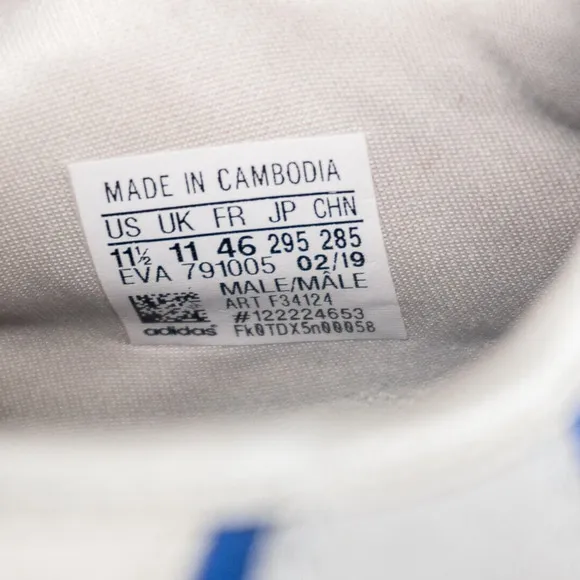 MADE IN CAMBODIA
US UK FR JP CHN
11½ 11 46 295 285
EVA 791005 02/19
MALE/MÂLE
ART F34124
#122224653
adidas Fk0TDX5n00058